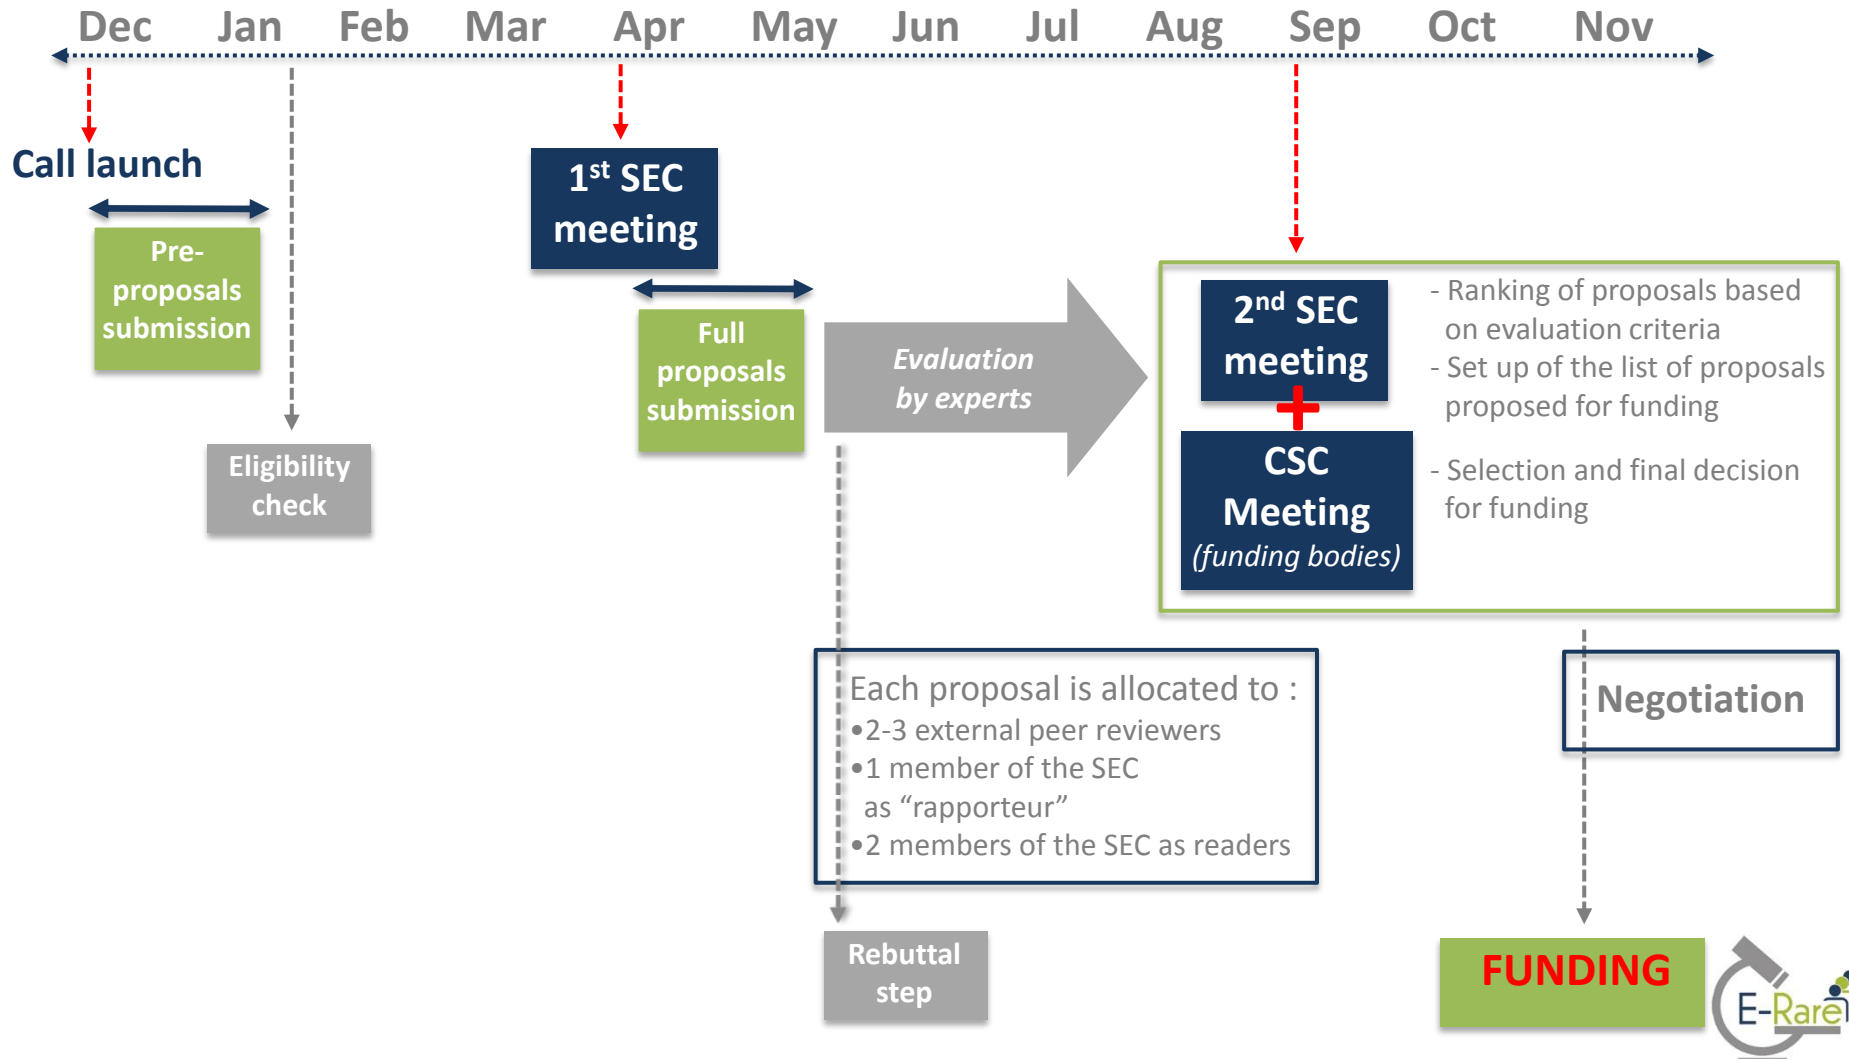 Dec Jan Feb Mar Apr May Jun Jul Aug Sep Oct Nov
Call launch
Pre-
proposals
submission
Eligibility
check
1st SEC
meeting
Full
proposals
submission
Evaluation
by experts
2nd SEC
meeting
+
CSC
Meeting
(funding bodies)
- Ranking of proposals based
on evaluation criteria
- Set up of the list of proposals
proposed for funding
- Selection and final decision
for funding
Each proposal is allocated to :
•2-3 external peer reviewers
•1 member of the SEC
as “rapporteur”
•2 members of the SEC as readers
Rebuttal
step
Negotiation
FUNDING
E-Rare